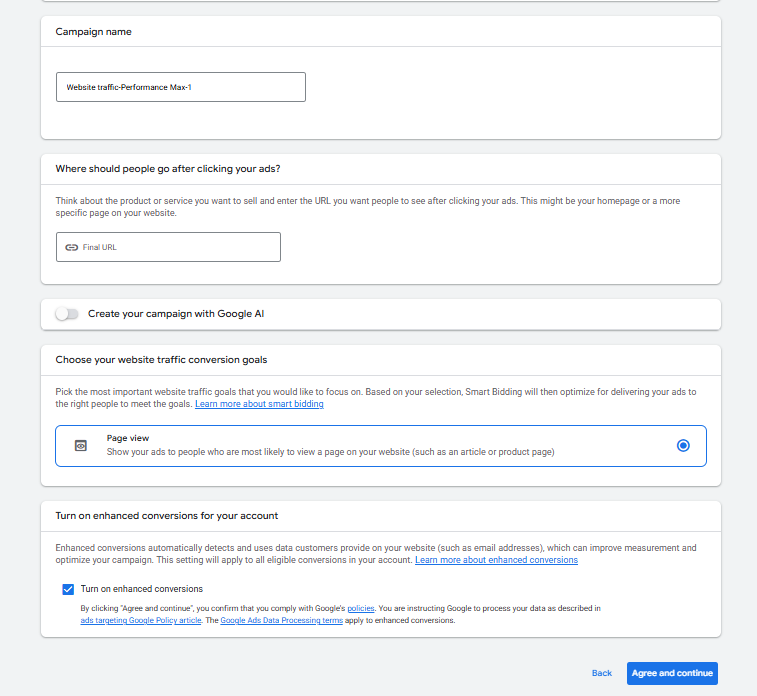 Campaign name
Website traffic-Performance Max-1
Where should people go after clicking your ads?
Think about the product or service you want to sell and enter the URL you want people to see after clicking your ads. This might be your homepage or a more
specific page on your website.
Final URL
Create your campaign with Google AI
Choose your website traffic conversion goals
Pick the most important website traffic goals that you would like to focus on. Based on your selection, Smart Bidding will then optimize for delivering your ads to
the right people to meet the goals. Learn more about smart bidding
Page view
Show your ads to people who are most likely to view a page on your website (such as an article or product page)
Turn on enhanced conversions for your account
Enhanced conversions automatically detects and uses data customers provide on your website (such as email addresses), which can improve measurement and
optimize your campaign. This setting will apply to all eligible conversions in your account. Learn more about enhanced conversions
Turn on enhanced conversions
By clicking "Agree and continue", you confirm that you comply with Google's policies. You are instructing Google to process your data as described in
ads targeting Google Policy article. The Google Ads Data Processing terms apply to enhanced conversions.
Back
Agree and continue